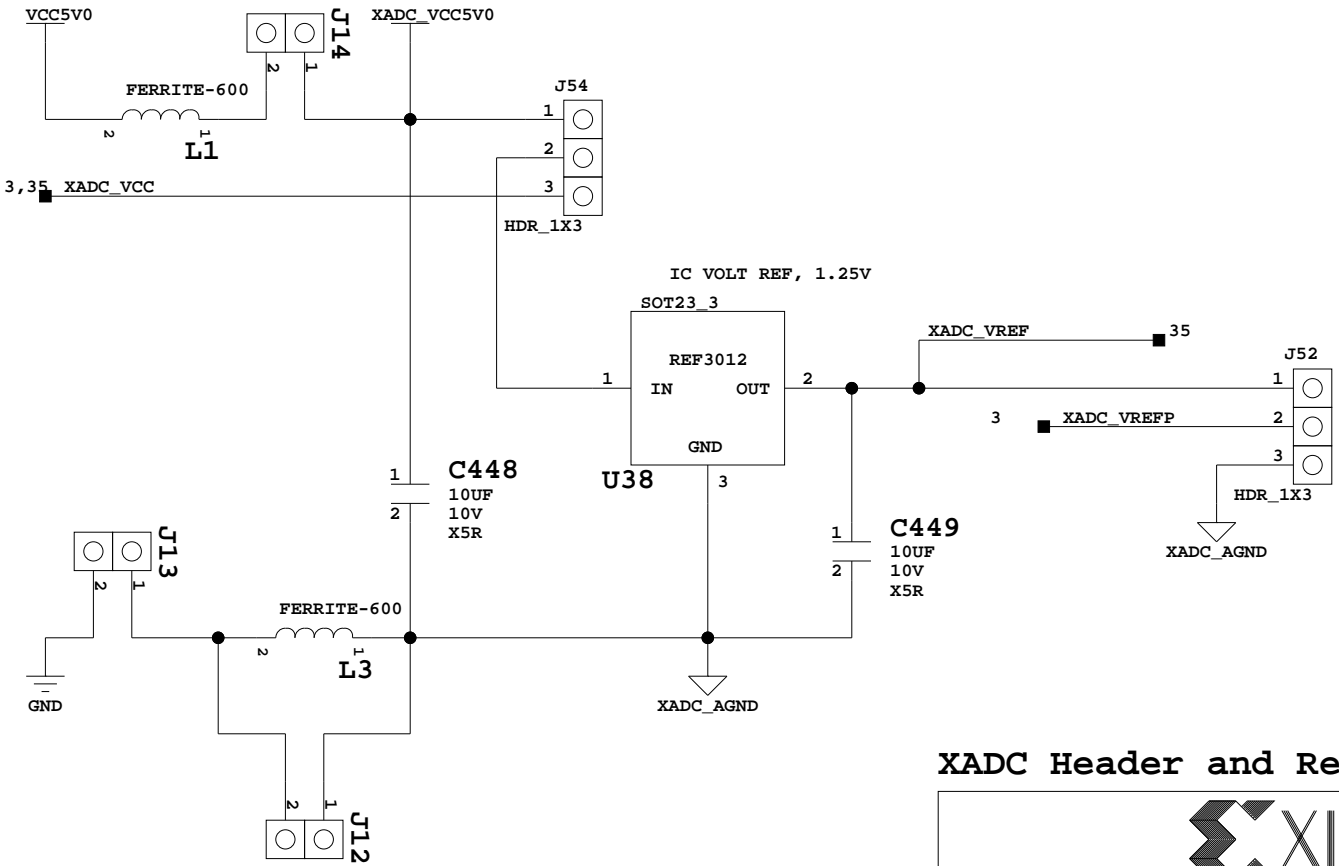 VCC5V0
J14
XADC_VCC5V0
2
1
FERRITE-600
2
1
L1
J54
1
2
3
3,35
XADC_VCC
HDR_1X3
IC VOLT REF, 1.25V
SOT23_3
REF3012
1
IN
OUT
2
GND
U38
3
XADC_VREF
35
J52
1
3
XADC_VREFP
2
3
HDR_1X3
XADC_AGND
1
C448
10UF
2
10V
X5R
1
C449
10UF
2
10V
X5R
J13
2
1
FERRITE-600
2
1
L3
GND
XADC_AGND
2
1
J12
XADC Header and Re
XI